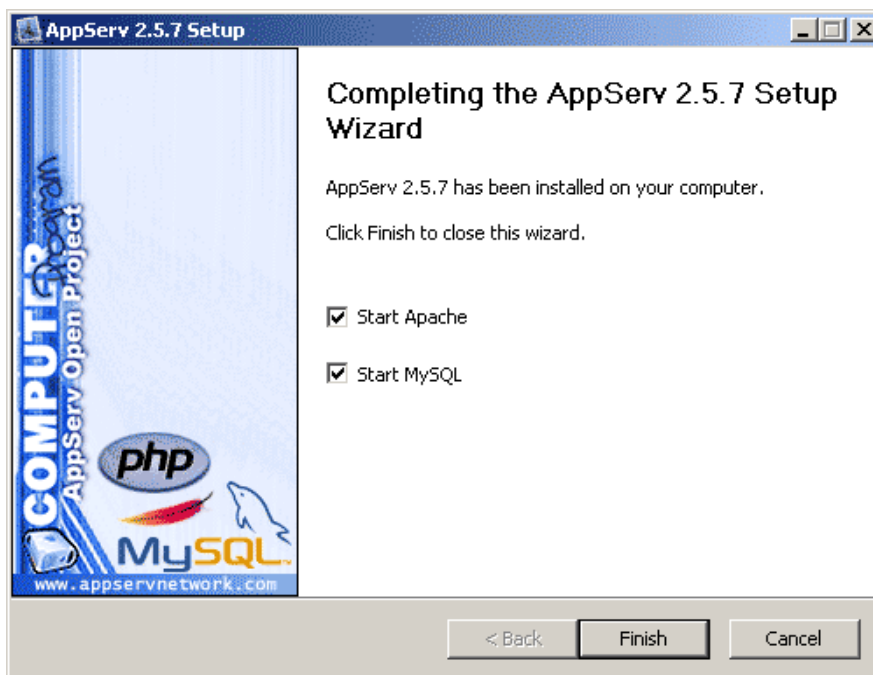 AppServ 2.5.7 Setup
Completing the AppServ 2.5.7 Setup
Wizard
AppServ 2.5.7 has been installed on your computer.
Click Finish to close this wizard.
Start Apache
Start MySQL
COMPUTER
Program
AppServ Open Project
php
MySQL
www.appservnetwork.com
< Back
Finish
Cancel